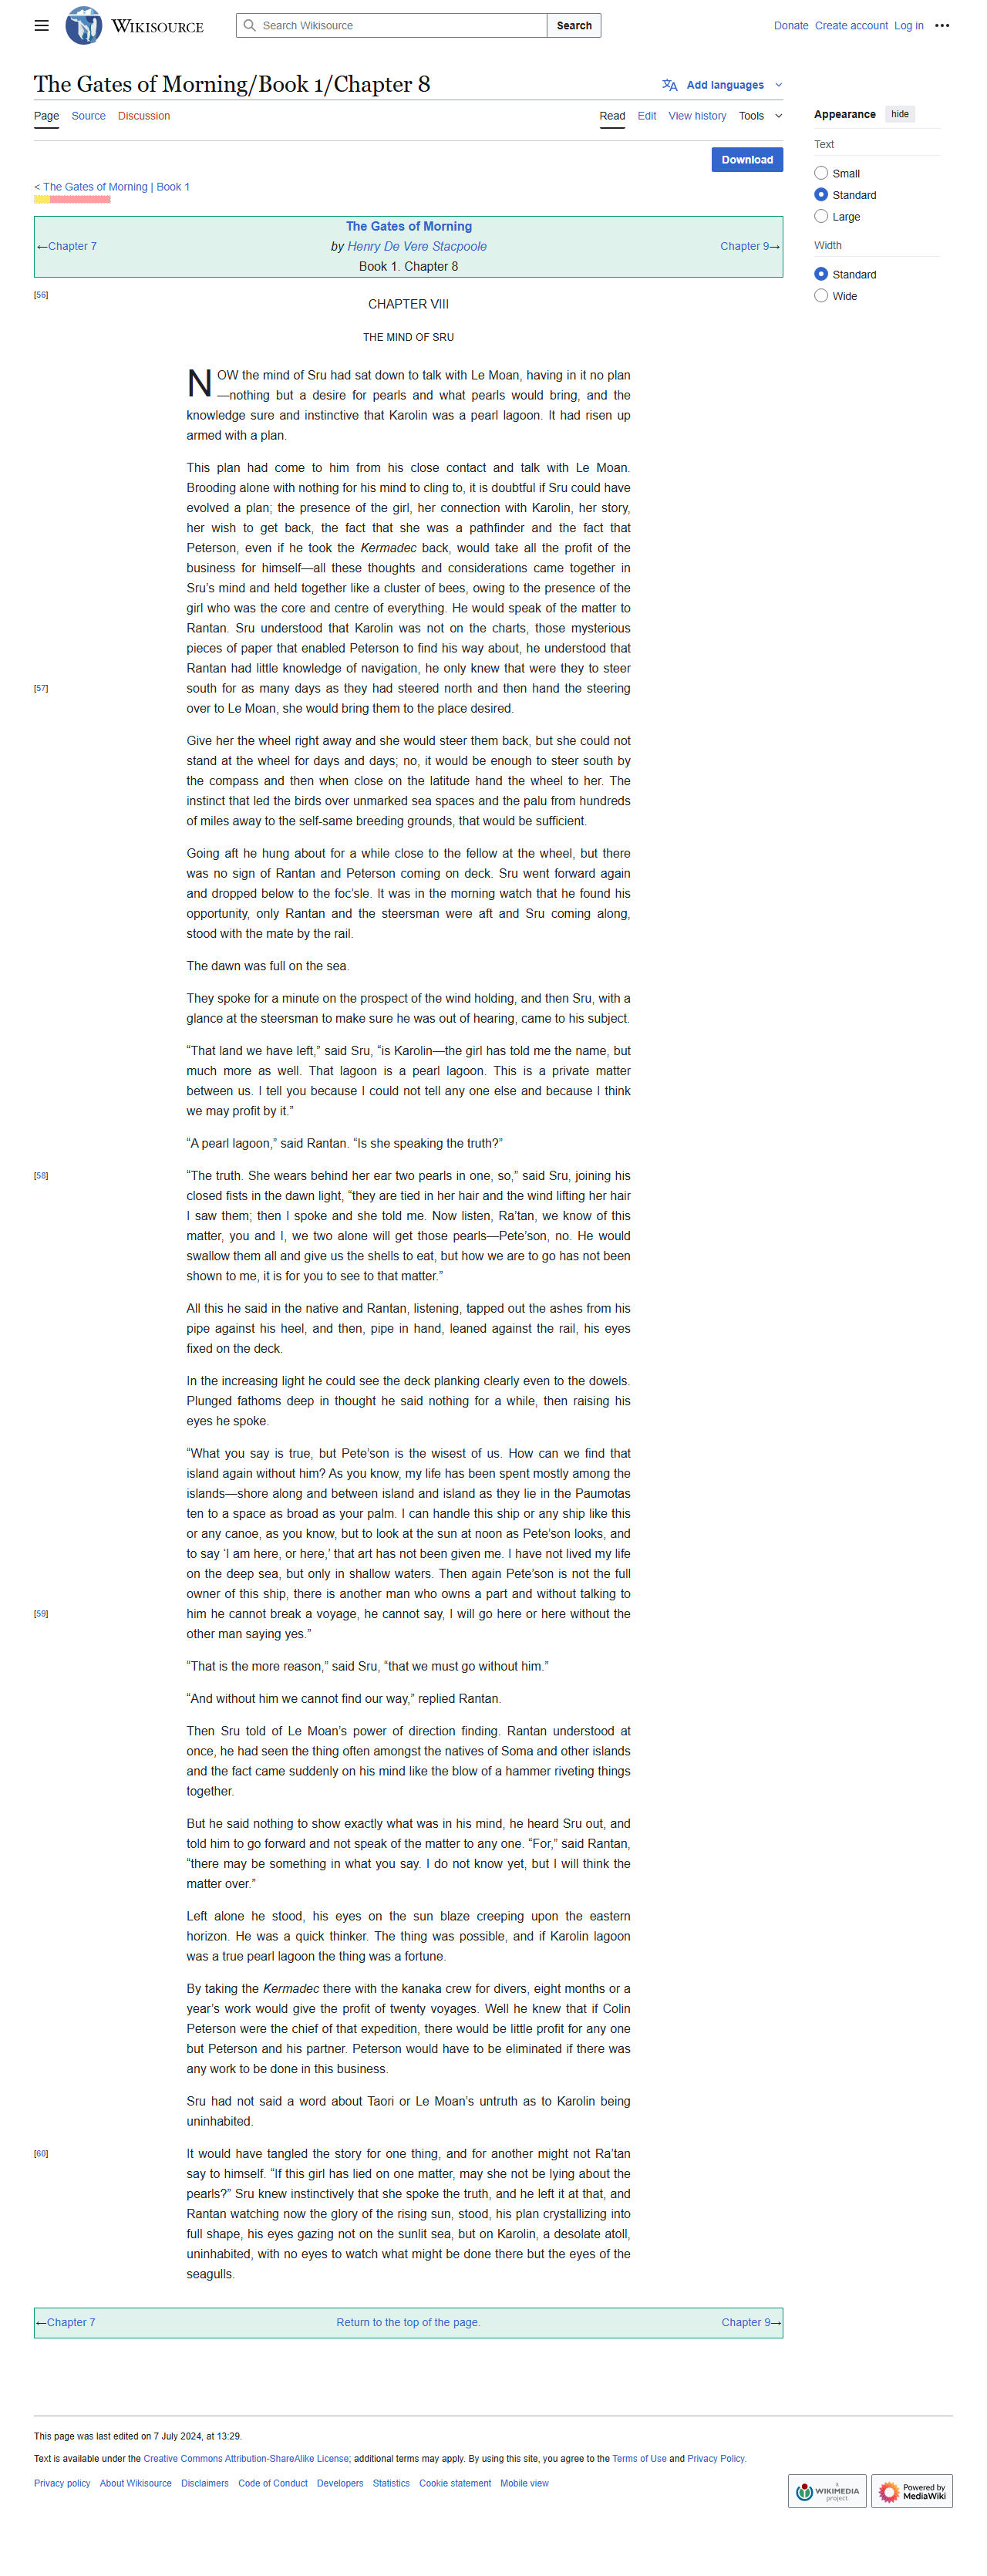 WIKISOURCE
Search Wikisource
Search
Donate Create account Log in
The Gates of Morning/Book 1/Chapter 8
Add languages
Page Source Discussion
Read Edit View history Tools
Appearance hide
Text
Small
Standard
Large
Width
Standard
Wide
Download
< The Gates of Morning | Book 1
The Gates of Morning
←Chapter 7
by Henry De Vere Stacpoole
Chapter 9→
Book 1. Chapter 8
[56]
CHAPTER VIII
THE MIND OF SRU
NOW the mind of Sru had sat down to talk with Le Moan, having in it no plan
—nothing but a desire for pearls and what pearls would bring, and the
knowledge sure and instinctive that Karolin was a pearl lagoon. It had risen up
armed with a plan.
This plan had come to him from his close contact and talk with Le Moan.
Brooding alone with nothing for his mind to cling to, it is doubtful if Sru could have
evolved a plan; the presence of the girl, her connection with Karolin, her story,
her wish to get back, the fact that she was a pathfinder and the fact that
Peterson, even if he took the Kermadec back, would take all the profit of the
business for himself—all these thoughts and considerations came together in
Sru’s mind and held together like a cluster of bees, owing to the presence of the
girl who was the core and centre of everything. He would speak of the matter to
Rantan. Sru understood that Karolin was not on the charts, those mysterious
pieces of paper that enabled Peterson to find his way about, he understood that
Rantan had little knowledge of navigation, he only knew that were they to steer
[57]
south for as many days as they had steered north and then hand the steering
over to Le Moan, she would bring them to the place desired.
Give her the wheel right away and she would steer them back, but she could not
stand at the wheel for days and days; no, it would be enough to steer south by
the compass and then when close on the latitude hand the wheel to her. The
instinct that led the birds over unmarked sea spaces and the palu from hundreds
of miles away to the self-same breeding grounds, that would be sufficient.
Going aft he hung about for a while close to the fellow at the wheel, but there
was no sign of Rantan and Peterson coming on deck. Sru went forward again
and dropped below to the foc’sle. It was in the morning watch that he found his
opportunity, only Rantan and the steersman were aft and Sru coming along,
stood with the mate by the rail.
The dawn was full on the sea.
They spoke for a minute on the prospect of the wind holding, and then Sru, with a
glance at the steersman to make sure he was out of hearing, came to his subject.
“That land we have left,” said Sru, “is Karolin—the girl has told me the name, but
much more as well. That lagoon is a pearl lagoon. This is a private matter
between us. I tell you because I could not tell any one else and because I think
we may profit by it.”
“A pearl lagoon,” said Rantan. “Is she speaking the truth?”
[58]
“The truth. She wears behind her ear two pearls in one, so,” said Sru, joining his
closed fists in the dawn light, “they are tied in her hair and the wind lifting her hair
I saw them; then I spoke and she told me. Now listen, Ra’tan, we know of this
matter, you and I, we two alone will get those pearls—Pete’son, no. He would
swallow them all and give us the shells to eat, but how we are to go has not been
shown to me, it is for you to see to that matter.”
All this he said in the native and Rantan, listening, tapped out the ashes from his
pipe against his heel, and then, pipe in hand, leaned against the rail, his eyes
fixed on the deck.
In the increasing light he could see the deck planking clearly even to the dowels.
Plunged fathoms deep in thought he said nothing for a while, then raising his
eyes he spoke.
“What you say is true, but Pete’son is the wisest of us. How can we find that
island again without him? As you know, my life has been spent mostly among the
islands—shore along and between island and island as they lie in the Paumotas
ten to a space as broad as your palm. I can handle this ship or any ship like this
or any canoe, as you know, but to look at the sun at noon as Pete’son looks, and
to say ‘I am here, or here,’ that art has not been given me. I have not lived my life
on the deep sea, but only in shallow waters. Then again Pete’son is not the full
owner of this ship, there is another man who owns a part and without talking to
[59]
him he cannot break a voyage, he cannot say, I will go here or here without the
other man saying yes.”
“That is the more reason,” said Sru, “that we must go without him.”
“And without him we cannot find our way,” replied Rantan.
Then Sru told of Le Moan’s power of direction finding. Rantan understood at
once, he had seen the thing often amongst the natives of Soma and other islands
and the fact came suddenly on his mind like the blow of a hammer riveting things
together.
But he said nothing to show exactly what was in his mind, he heard Sru out, and
told him to go forward and not speak of the matter to any one. “For,” said Rantan,
“there may be something in what you say. I do not know yet, but I will think the
matter over.”
Left alone he stood, his eyes on the sun blaze creeping upon the eastern
horizon. He was a quick thinker. The thing was possible, and if Karolin lagoon
was a true pearl lagoon the thing was a fortune.
By taking the Kermadec there with the kanaka crew for divers, eight months or a
year’s work would give the profit of twenty voyages. Well he knew that if Colin
Peterson were the chief of that expedition, there would be little profit for any one
but Peterson and his partner. Peterson would have to be eliminated if there was
any work to be done in this business.
Sru had not said a word about Taori or Le Moan’s untruth as to Karolin being
uninhabited.
[60]
It would have tangled the story for one thing, and for another might not Ra’tan
say to himself. “If this girl has lied on one matter, may she not be lying about the
pearls?” Sru knew instinctively that she spoke the truth, and he left it at that, and
Rantan watching now the glory of the rising sun, stood, his plan crystallizing into
full shape, his eyes gazing not on the sunlit sea, but on Karolin, a desolate atoll,
uninhabited, with no eyes to watch what might be done there but the eyes of the
seagulls.
←Chapter 7 Return to the top of the page. Chapter 9→
This page was last edited on 7 July 2024, at 13:29.
Text is available under the Creative Commons Attribution-ShareAlike License; additional terms may apply. By using this site, you agree to the Terms of Use and Privacy Policy.
Privacy policy About Wikisource Disclaimers Code of Conduct Developers Statistics Cookie statement Mobile view
A WIKIMEDIA project
Powered by MediaWiki